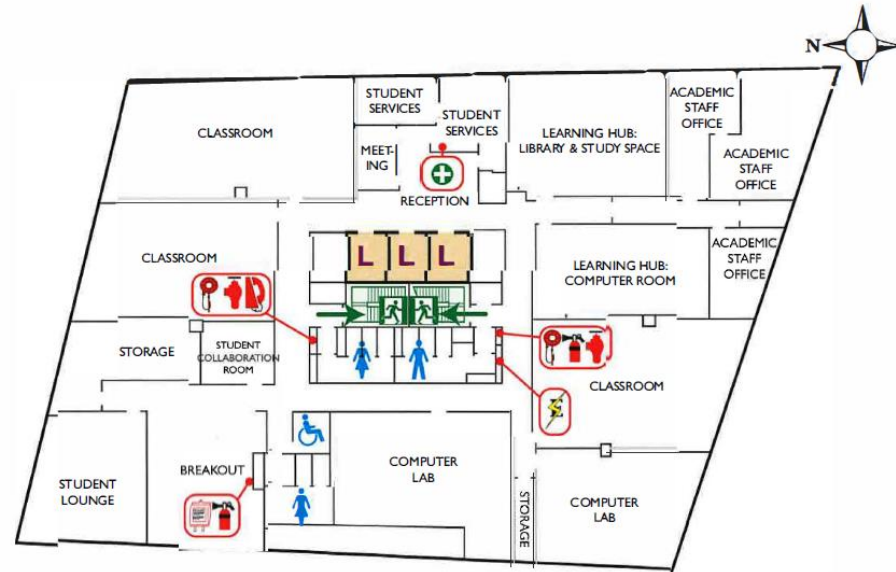 N
STUDENT
SERVICES
ACADEMIC
STAFF
OFFICE
CLASSROOM
STUDENT
SERVICES
LEARNING HUB:
LIBRARY & STUDY SPACE
MEET-
ING
ACADEMIC
STAFF
OFFICE
RECEPTION
CLASSROOM
L L L
LEARNING HUB:
COMPUTER ROOM
ACADEMIC
STAFF
OFFICE
STORAGE
STUDENT
COLLABORATION
ROOM
CLASSROOM
E
STUDENT
LOUNGE
BREAKOUT
COMPUTER
LAB
STORAGE
COMPUTER
LAB